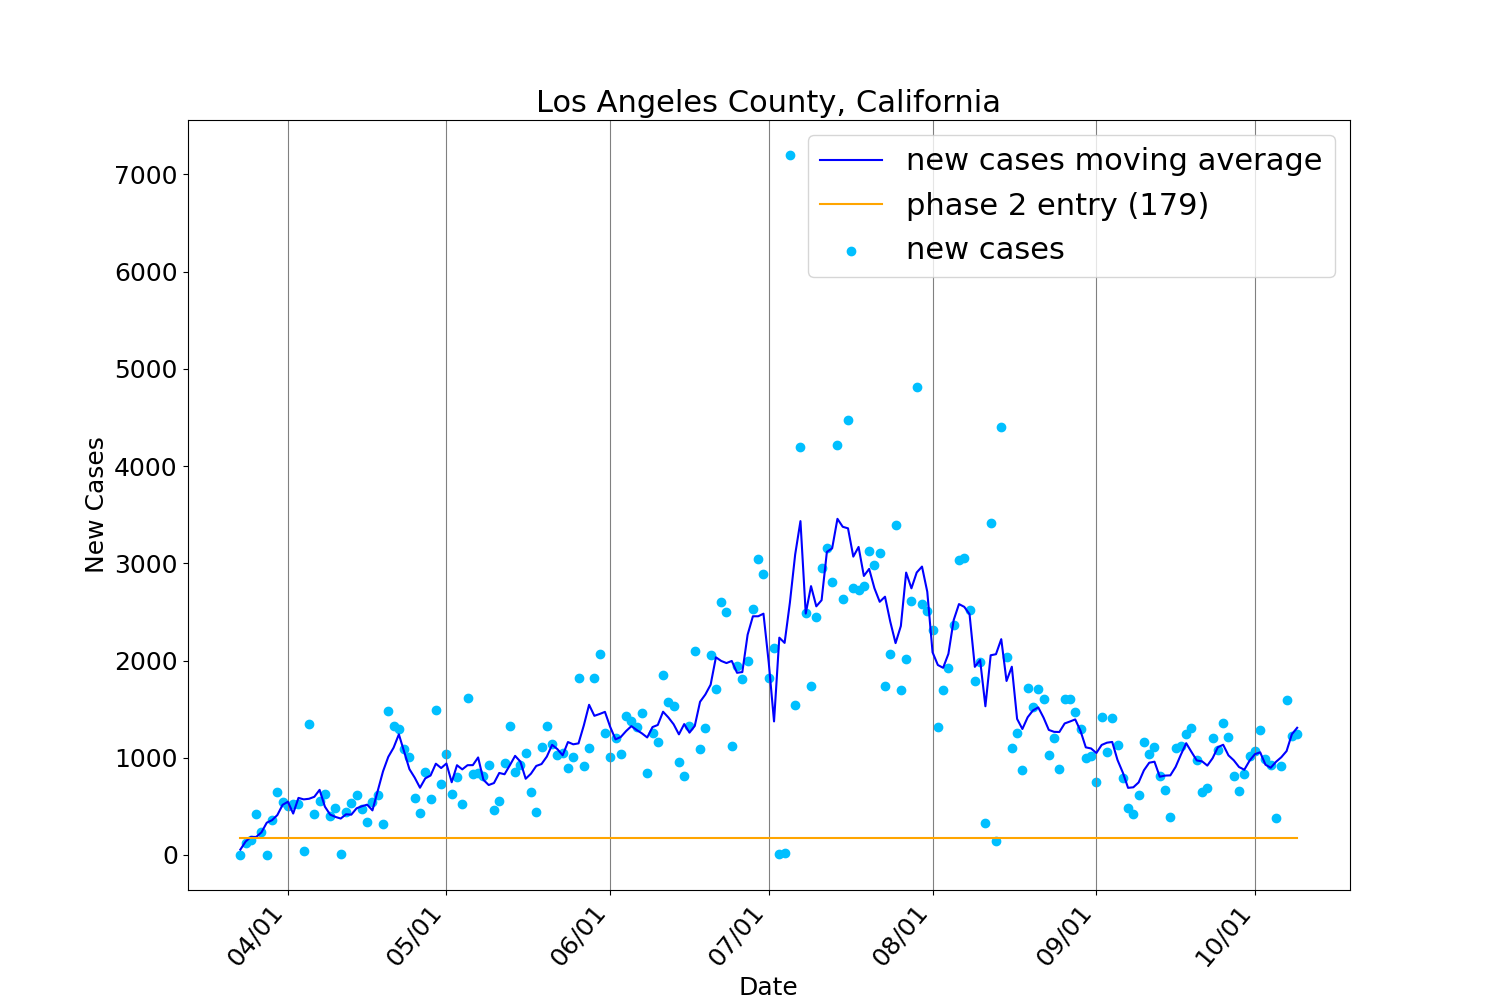 Los Angeles County, California
new cases moving average
phase 2 entry (179)
new cases
New Cases
7000
6000
5000
4000
3000
2000
1000
0
04/01 05/01 06/01 07/01 08/01 09/01 10/01
Date